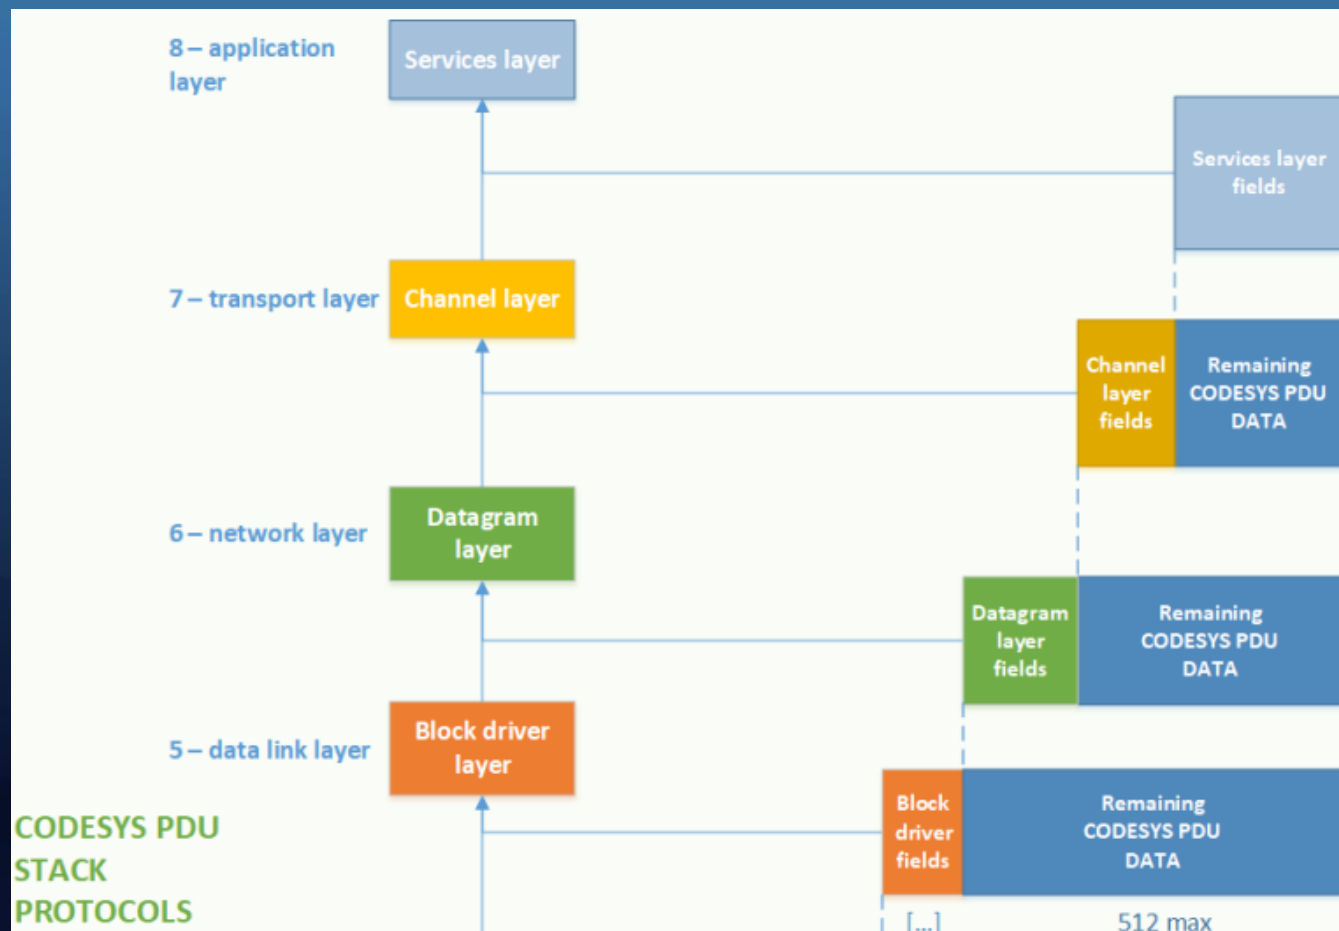 8 – application
layer
Services layer
Services layer
fields
7 – transport layer
Channel layer
Channel
layer
fields
Remaining
CODESYS PDU
DATA
6 – network layer
Datagram
layer
Datagram
layer
fields
Remaining
CODESYS PDU
DATA
5 – data link layer
Block driver
layer
Block
driver
fields
Remaining
CODESYS PDU
DATA
CODESYS PDU
STACK
PROTOCOLS
[...]
512 max